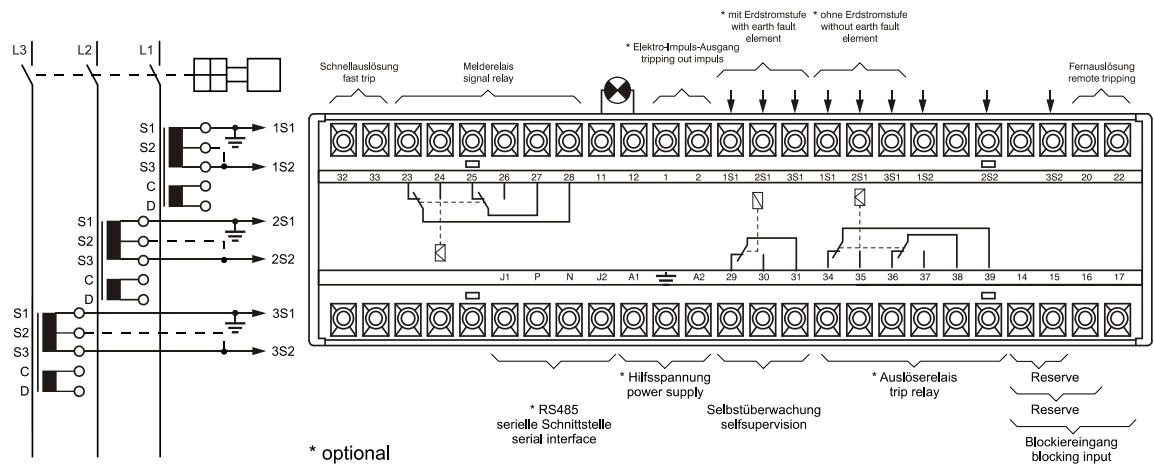 * mit Erdstromstufe
with earth fault
element
* ohne Erdstromstufe
without earth fault
element
* Elektro-Impuls-Ausgang
tripping out impuls
Schnellauslösung
fast trip
Melderelais
signal relay
Fernauslösung
remote tripping
L3 L2 L1
32 33 23 24 25 26 27 28 11 12 1 2 1S1 2S1 3S1 1S1 2S1 3S1 1S2 2S2 3S2 20 22
J1 P N J2 A1 A2 29 30 31 34 35 36 37 38 39 14 15 16 17
S1 1S1
S2
S3 1S2
C
D
S1 2S1
S2
S3 2S2
C
D
S1 3S1
S2
S3 3S2
C
D
* RS485
serielle Schnittstelle
serial interface
* Hilfsspannung
power supply
Selbstüberwachung
selfsupervision
* Auslöserelais
trip relay
Reserve
Reserve
Blockiereingang
blocking input
* optional